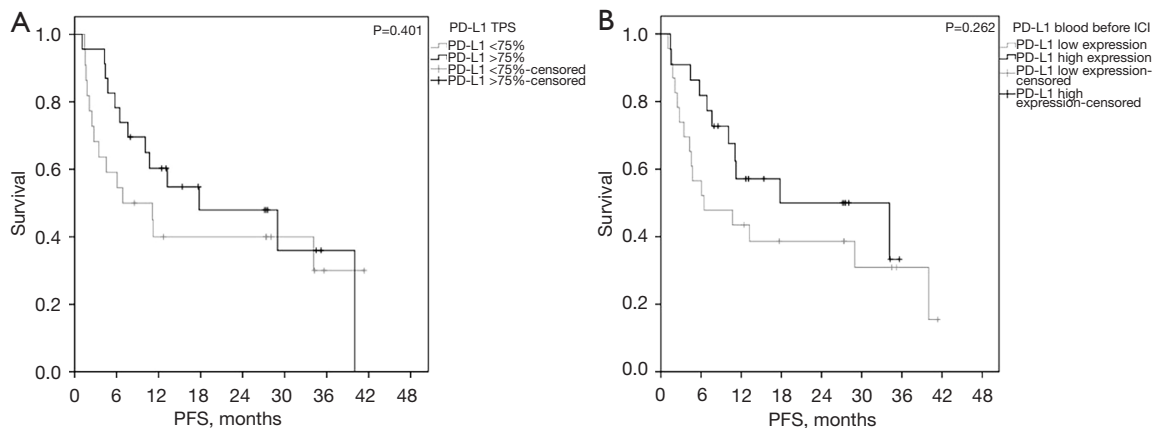 A
P=0.401
PD-L1 TPS
PD-L1 <75%
PD-L1 >75%
PD-L1 <75%-censored
PD-L1 >75%-censored
1.0
0.8
0.6
0.4
0.2
0.0
Survival
0 6 12 18 24 30 36 42 48
PFS, months
B
P=0.262
PD-L1 blood before ICI
PD-L1 low expression
PD-L1 high expression
PD-L1 low expression-
censored
PD-L1 high
expression-censored
1.0
0.8
0.6
0.4
0.2
0.0
Survival
0 6 12 18 24 30 36 42 48
PFS, months